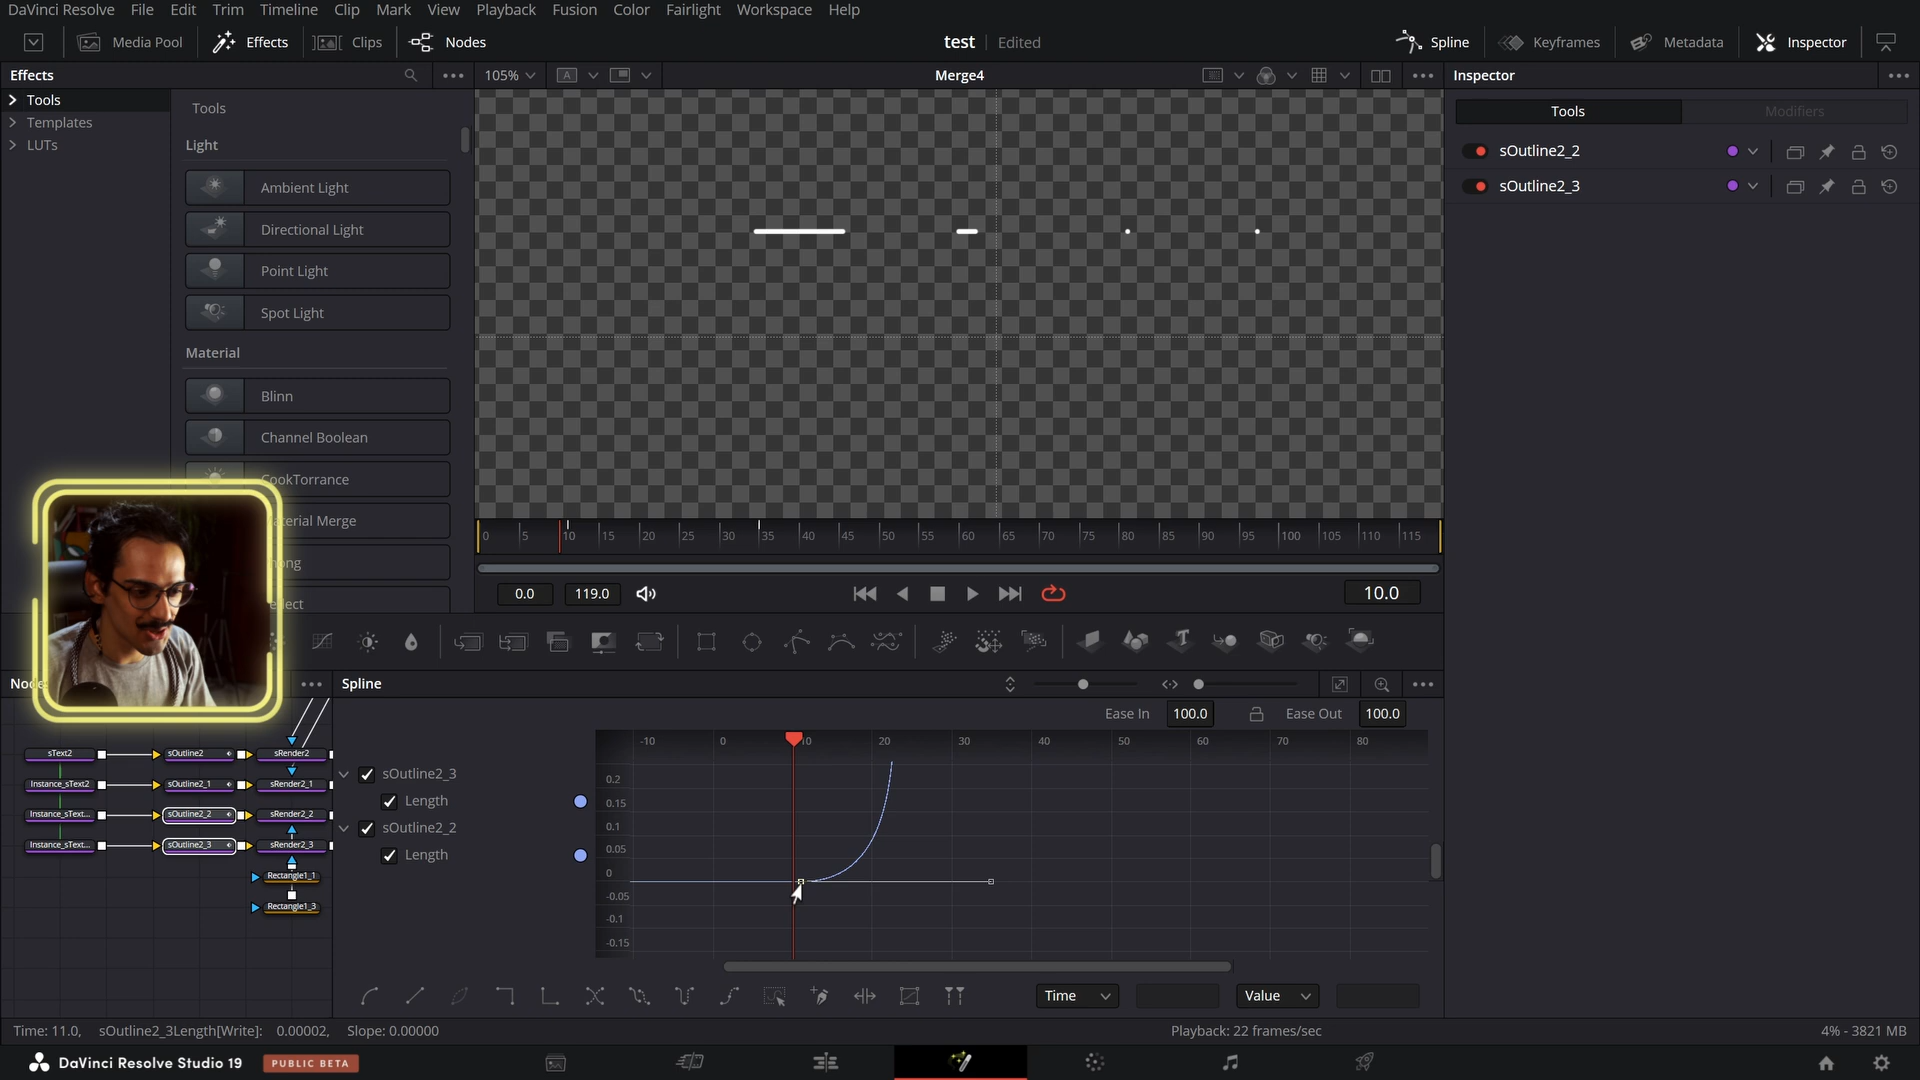 DaVinci Resolve File Edit Trim Timeline Clip Mark View Playback Fusion Color Fairlight Workspace Help
Media Pool Effects Clips Nodes test Edited Spline Keyframes Metadata Inspector
Effects 105% A Merge4 Inspector
Tools
Templates
LUTs
Tools
Light
Ambient Light
Directional Light
Point Light
Spot Light
Material
Blinn
Channel Boolean
CookTorrance
Material Merge
Tools Modifiers
sOutline2_2
sOutline2_3
0 5 10 15 20 25 30 35 40 45 50 55 60 65 70 75 80 85 90 95 100 105 110 115
0.0 119.0 10.0
Spline
Ease In 100.0 Ease Out 100.0
sText2 sOutline2 sRender2
Instance_sText2 sOutline2_1 sRender2_1
Instance_sText... sOutline2_2 sRender2_2
Instance_sText... sOutline2_3 sRender2_3
Rectangle1_1
Rectangle1_3
sOutline2_3
Length
sOutline2_2
Length
-10 0 10 20 30 40 50 60 70 80
0.2
0.15
0.1
0.05
0
-0.05
-0.1
-0.15
Time Value
Time: 11.0, sOutline2_3Length[Write]: 0.00002, Slope: 0.00000 Playback: 22 frames/sec 4% - 3821 MB
DaVinci Resolve Studio 19 PUBLIC BETA